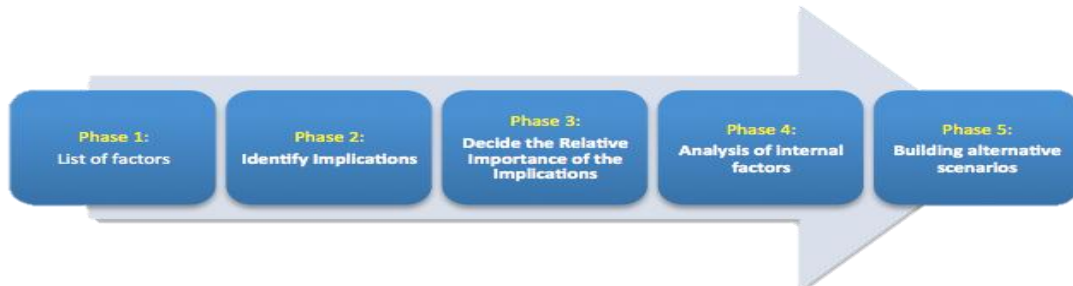 Phase 1:
List of factors
Phase 2:
Identify Implications
Phase 3:
Decide the Relative
Importance of the
Implications
Phase 4:
Analysis of internal
factors
Phase 5:
Building alternative
scenarios